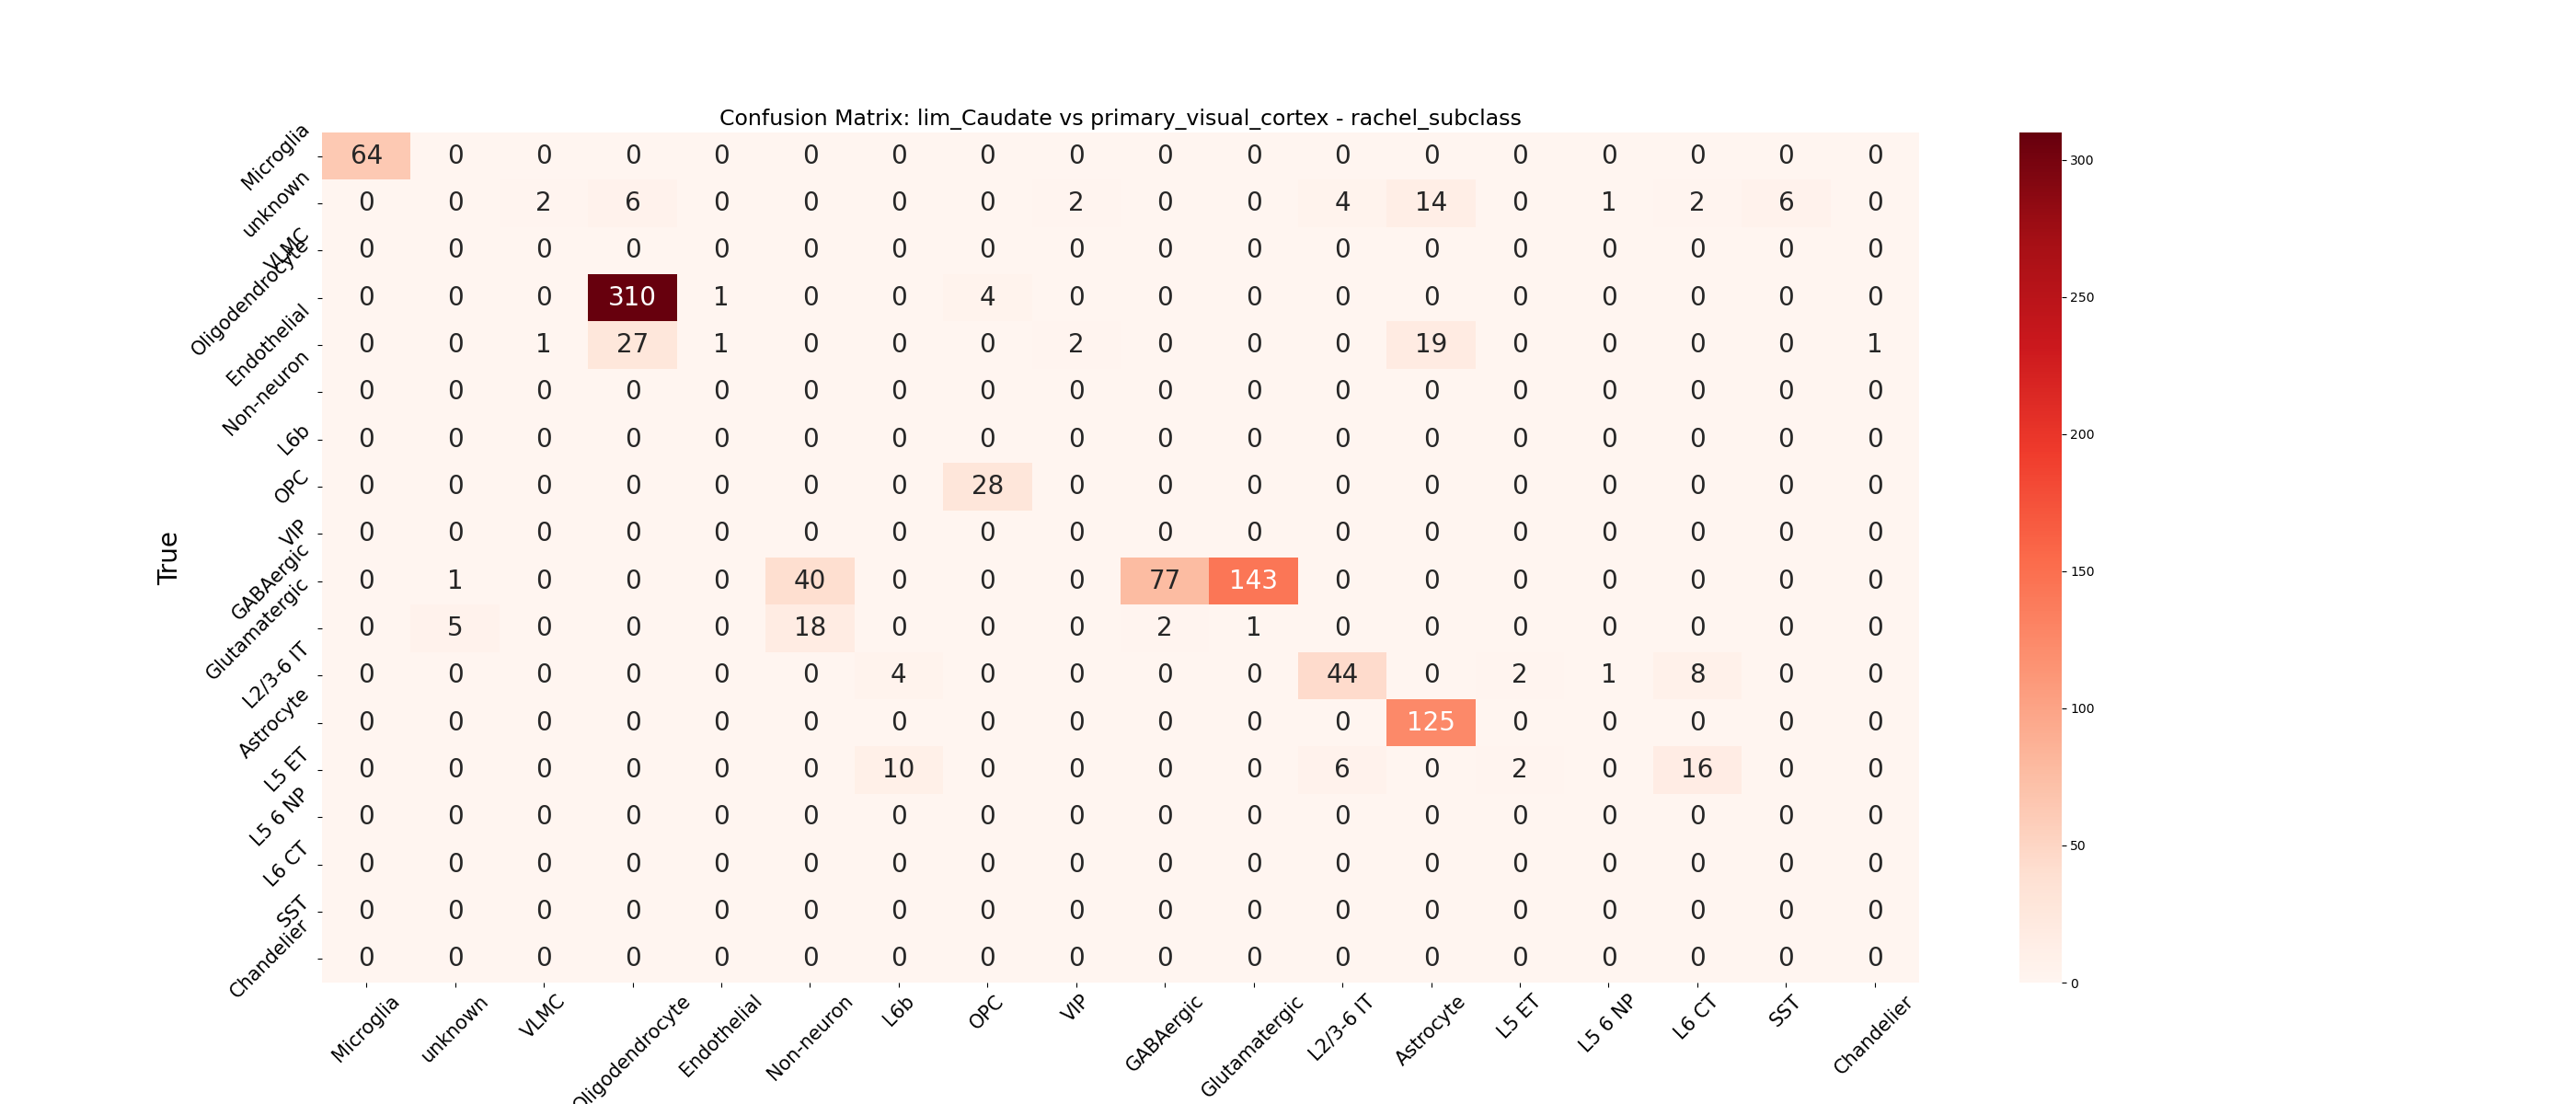 Confusion Matrix: lim_Caudate vs primary_visual_cortex - rachel_subclass
True
Microglia 64 0 0 0 0 0 0 0 0 0 0 0 0 0 0 0 0 0
unknown 0 0 2 6 0 0 0 0 2 0 0 4 14 0 1 2 6 0
VLMC 0 0 0 0 0 0 0 0 0 0 0 0 0 0 0 0 0 0
Oligodendrocyte 0 0 0 310 1 0 0 4 0 0 0 0 0 0 0 0 0 0
Endothelial 0 0 1 27 1 0 0 0 2 0 0 0 19 0 0 0 0 1
Non-neuron 0 0 0 0 0 0 0 0 0 0 0 0 0 0 0 0 0 0
L6b 0 0 0 0 0 0 0 0 0 0 0 0 0 0 0 0 0 0
OPC 0 0 0 0 0 0 0 28 0 0 0 0 0 0 0 0 0 0
VIP 0 0 0 0 0 0 0 0 0 0 0 0 0 0 0 0 0 0
GABAergic 0 1 0 0 0 40 0 0 0 77 143 0 0 0 0 0 0 0
Glutamatergic 0 5 0 0 0 18 0 0 0 2 1 0 0 0 0 0 0 0
L2/3-6 IT 0 0 0 0 0 0 4 0 0 0 0 44 0 2 1 8 0 0
Astrocyte 0 0 0 0 0 0 0 0 0 0 0 0 125 0 0 0 0 0
L5 ET 0 0 0 0 0 0 10 0 0 0 0 6 0 2 0 16 0 0
L5 6 NP 0 0 0 0 0 0 0 0 0 0 0 0 0 0 0 0 0 0
L6 CT 0 0 0 0 0 0 0 0 0 0 0 0 0 0 0 0 0 0
SST 0 0 0 0 0 0 0 0 0 0 0 0 0 0 0 0 0 0
Chandelier 0 0 0 0 0 0 0 0 0 0 0 0 0 0 0 0 0 0
Microglia unknown VLMC Oligodendrocyte Endothelial Non-neuron L6b OPC VIP GABAergic Glutamatergic L2/3-6 IT Astrocyte L5 ET L5 6 NP L6 CT SST Chandelier
300
250
200
150
100
50
0